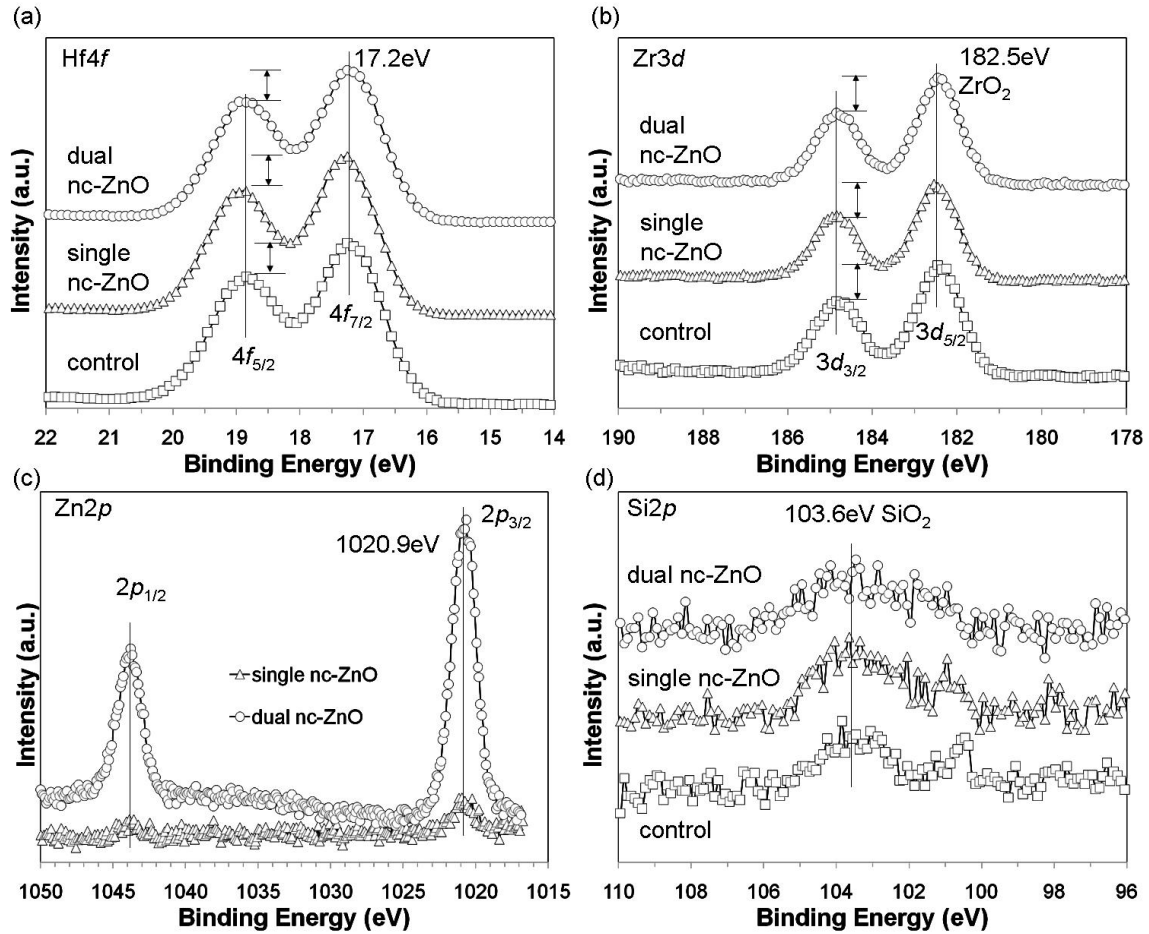 (a)
Hf4f
17.2eV
dual
nc-ZnO
single
nc-ZnO
control
4f5/2
4f7/2
Intensity (a.u.)
22 21 20 19 18 17 16 15 14
Binding Energy (eV)
(b)
Zr3d
182.5eV
ZrO2
dual
nc-ZnO
single
nc-ZnO
control
3d3/2
3d5/2
Intensity (a.u.)
190 188 186 184 182 180 178
Binding Energy (eV)
(c)
Zn2p
2p3/2
1020.9eV
2p1/2
single nc-ZnO
dual nc-ZnO
Intensity (a.u.)
1050 1045 1040 1035 1030 1025 1020 1015
Binding Energy (eV)
(d)
Si2p
103.6eV SiO2
dual nc-ZnO
single nc-ZnO
control
Intensity (a.u.)
110 108 106 104 102 100 98 96
Binding Energy (eV)